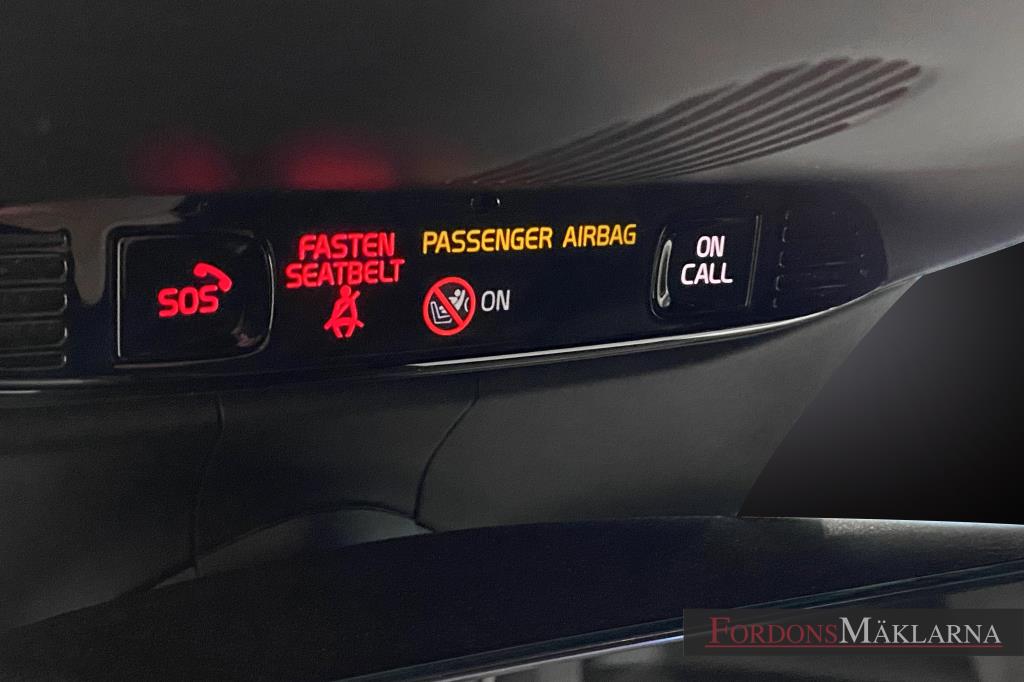 SOS
FASTEN
SEATBELT
PASSENGER AIRBAG
ON
ON
CALL
FORDONSMÄKLARNA